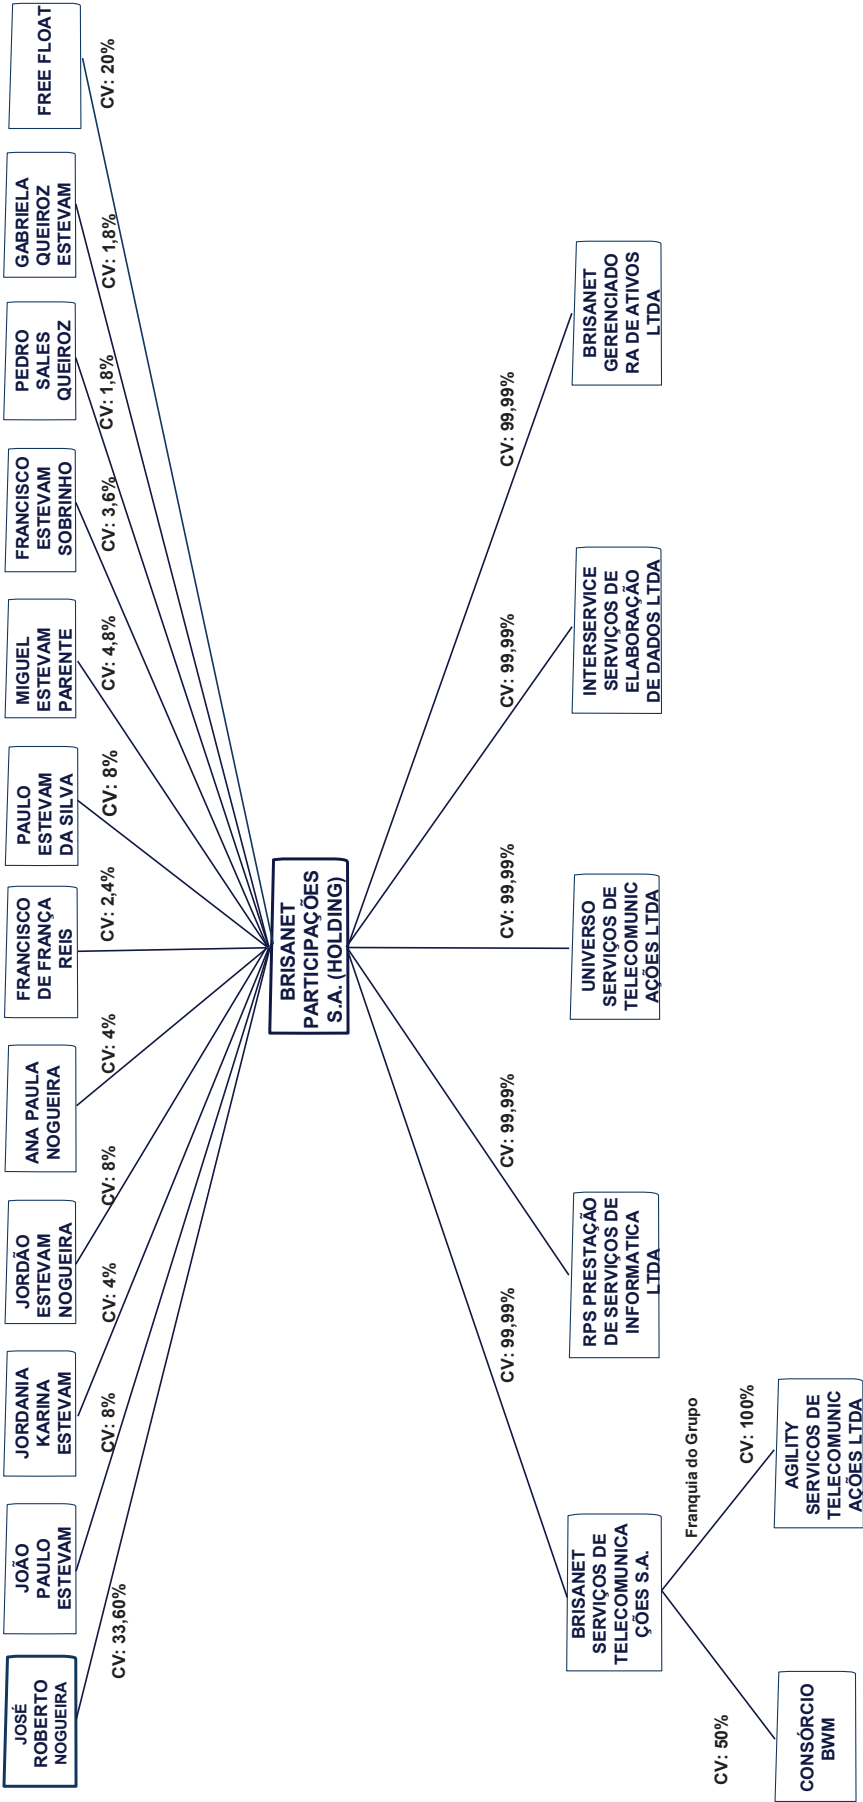 JOSÉ
ROBERTO
NOGUEIRA
JOÃO
PAULO
ESTEVAM
JORDANIA
KARINA
ESTEVAM
JORDÃO
ESTEVAM
NOGUEIRA
ANA PAULA
NOGUEIRA
FRANCISCO
DE FRANÇA
REIS
PAULO
ESTEVAM
DA SILVA
MIGUEL
ESTEVAM
PARENTE
FRANCISCO
ESTEVAM
SOBRINHO
PEDRO
SALES
QUEIROZ
GABRIELA
QUEIROZ
ESTEVAM
FREE FLOAT
CV: 33,60%
CV: 8%
CV: 4%
CV: 8%
CV: 4%
CV: 2,4%
CV: 8%
CV: 4,8%
CV: 3,6%
CV: 1,8%
CV: 1,8%
CV: 20%
BRISANET
PARTICIPAÇÕES
S.A. (HOLDING)
CV: 99,99%
CV: 99,99%
CV: 99,99%
CV: 99,99%
CV: 99,99%
BRISANET
SERVIÇOS DE
TELECOMUNICA
ÇÕES S.A.
RPS PRESTAÇÃO
DE SERVIÇOS DE
INFORMATICA
LTDA
UNIVERSO
SERVIÇOS DE
TELECOMUNIC
AÇÕES LTDA
INTERSERVICE
SERVIÇOS DE
ELABORAÇÃO
DE DADOS LTDA
BRISANET
GERENCIADO
RA DE ATIVOS
LTDA
CV: 50%
Franquia do Grupo
CV: 100%
CONSÓRCIO
BWM
AGILITY
SERVICOS DE
TELECOMUNIC
AÇÕES LTDA